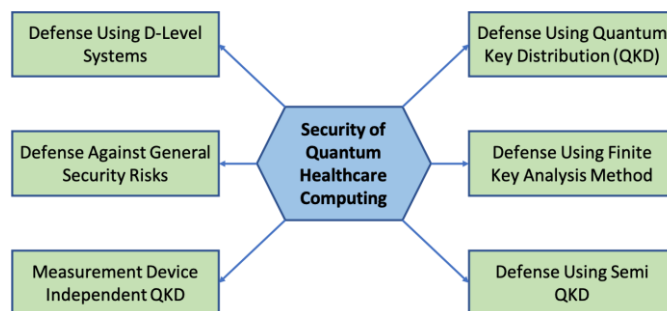 Defense Using D-Level
Systems
Defense Using Quantum
Key Distribution (QKD)
Defense Against General
Security Risks
Security of
Quantum
Healthcare
Computing
Defense Using Finite
Key Analysis Method
Measurement Device
Independent QKD
Defense Using Semi
QKD